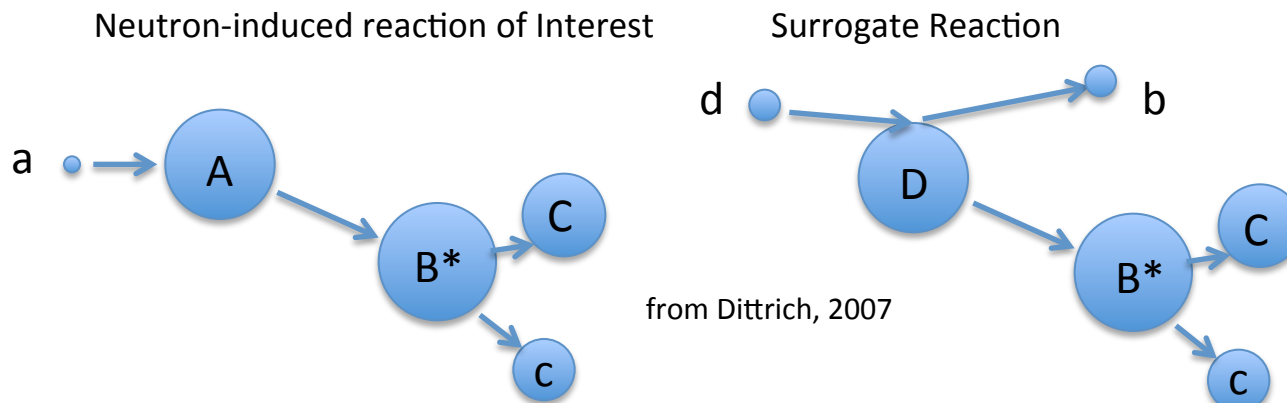 Neutron-induced reaction of Interest
Surrogate Reaction
a
A
B*
C
c
d
b
D
B*
C
c
from Dittrich, 2007